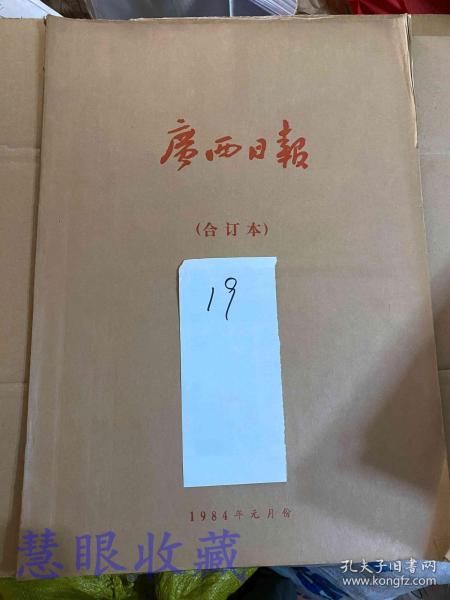 廣西日報
(合订本)
19
1984年元月份
慧眼收藏
孔夫子旧书网
www.kongfz.com